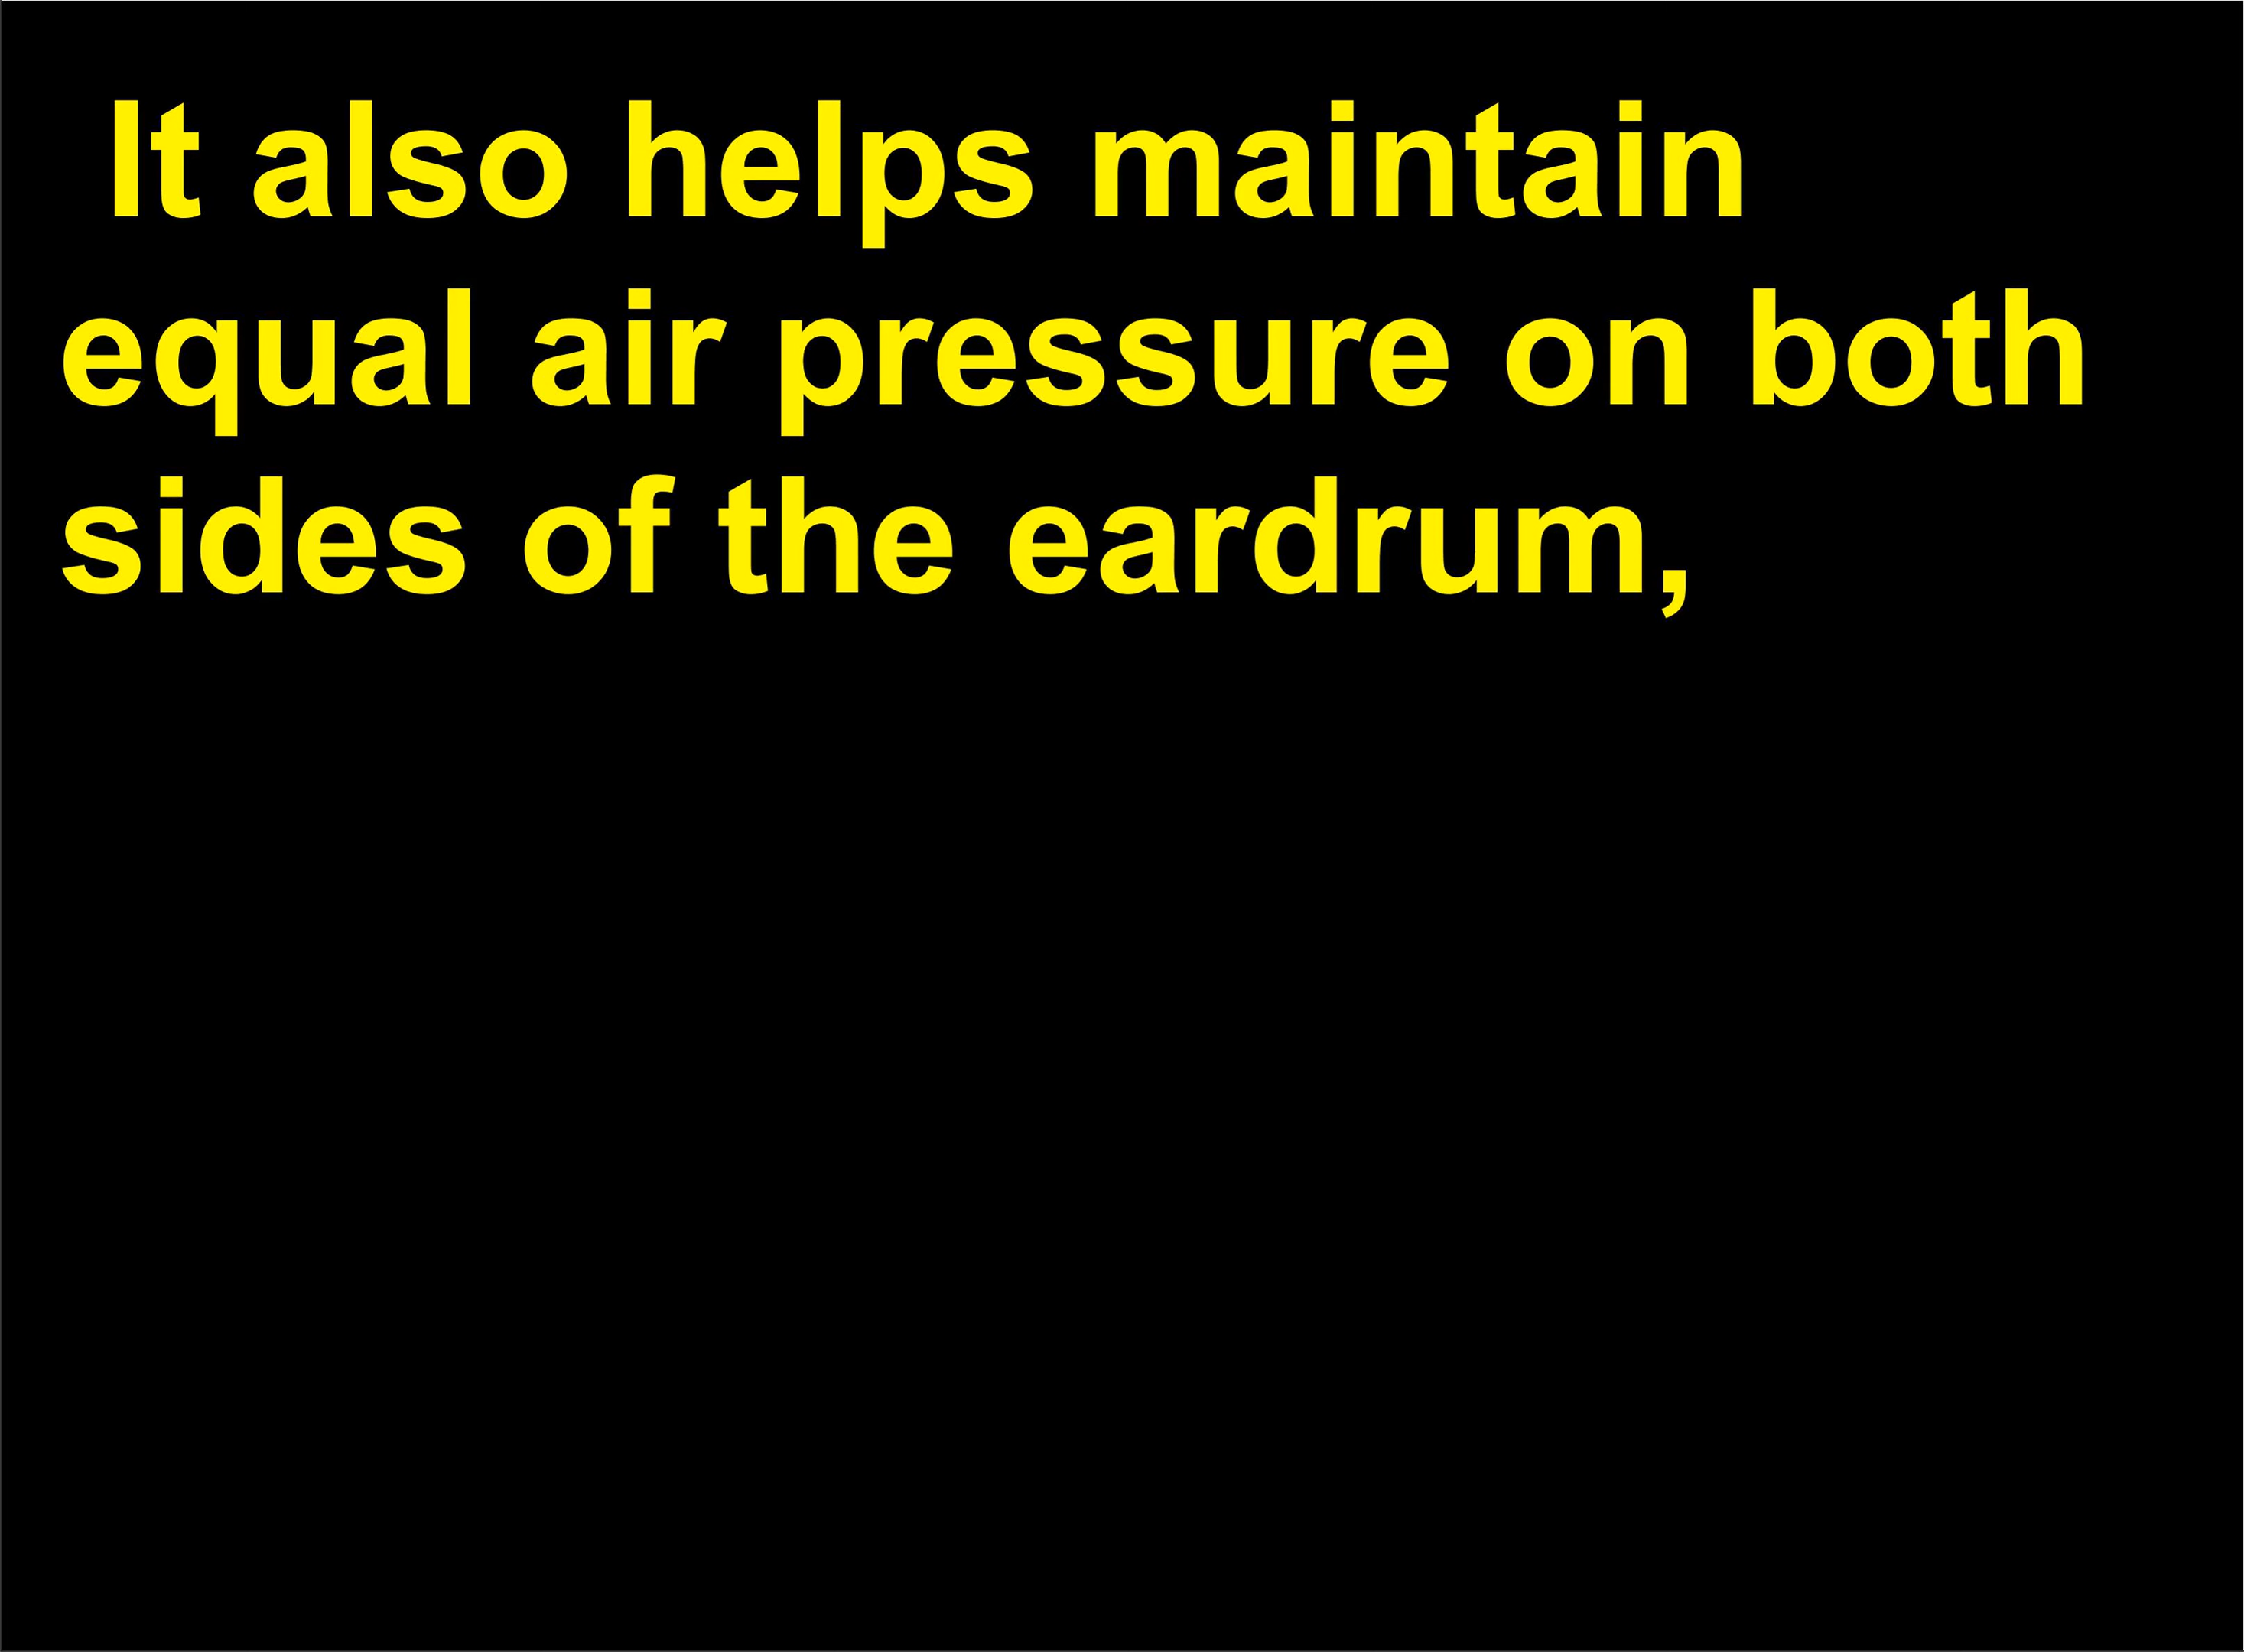 It also helps maintain
equal air pressure on both
sides of the eardrum,